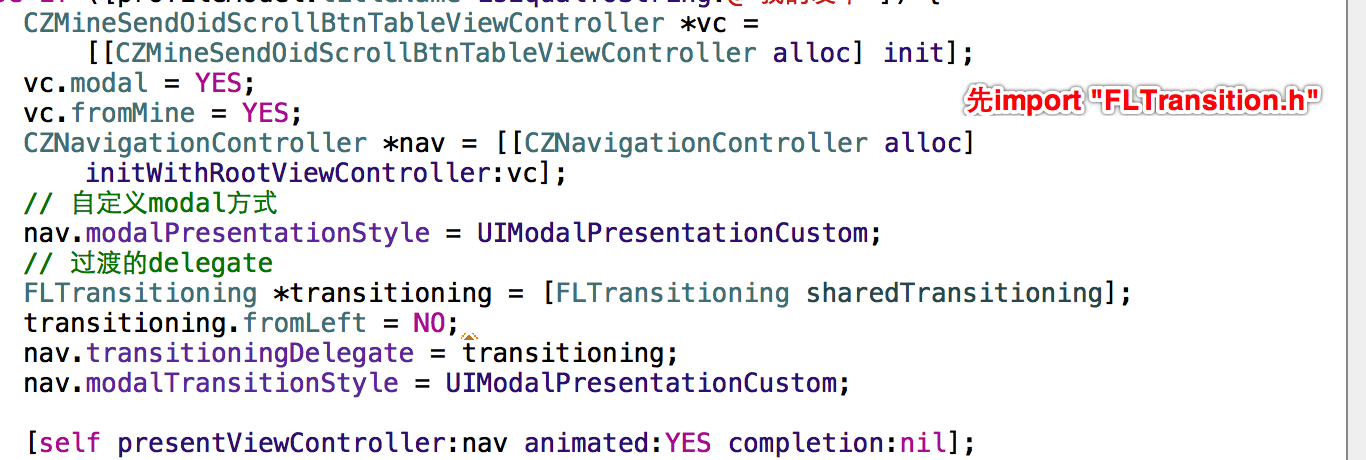 CZMineSendOidScrollBtnTableViewController *vc =
[[CZMineSendOidScrollBtnTableViewController alloc] init];
vc.modal = YES;
先import "FLTransition.h"
vc.fromMine = YES;
CZNavigationController *nav = [[CZNavigationController alloc]
initWithRootViewController:vc];
// 自定义modal方式
nav.modalPresentationStyle = UIModalPresentationCustom;
// 过渡的delegate
FLTransitioning *transitioning = [FLTransitioning sharedTransitioning];
transitioning.fromLeft = NO;
nav.transitioningDelegate = transitioning;
nav.modalTransitionStyle = UIModalPresentationCustom;
[self presentViewController:nav animated:YES completion:nil];